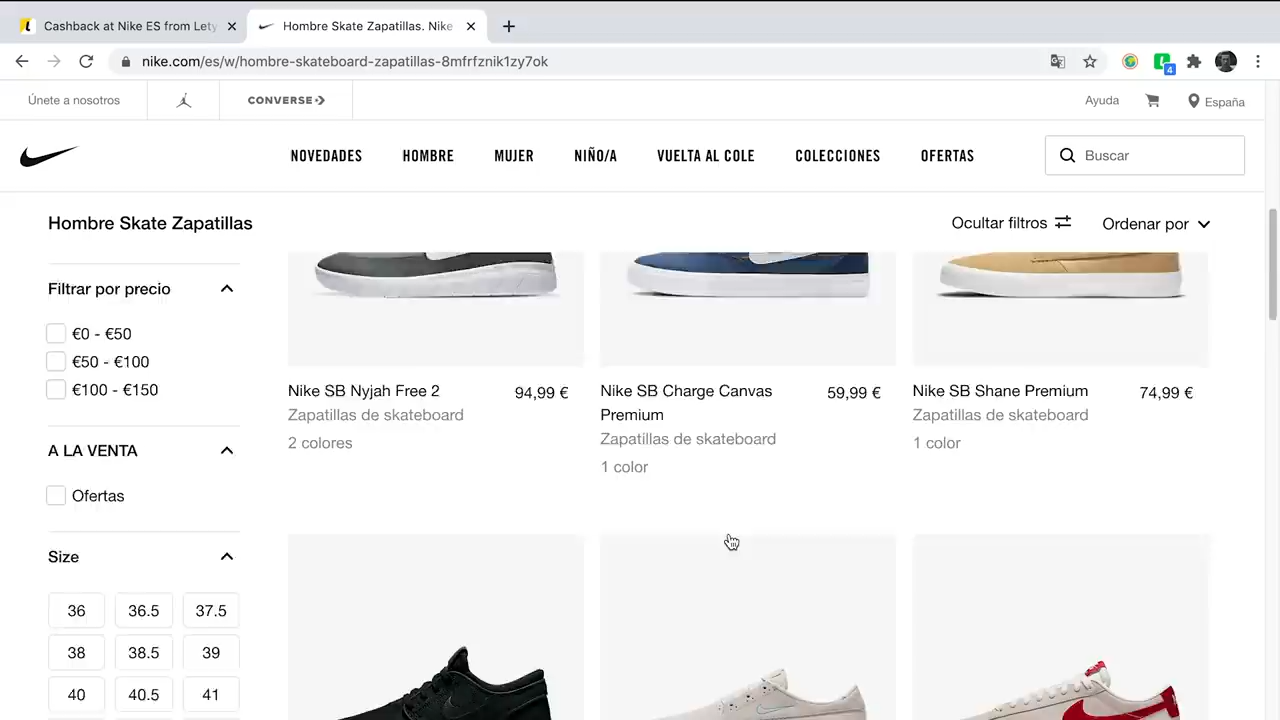 Cashback at Nike ES from Lety
Hombre Skate Zapatillas. Nike
nike.com/es/w/hombre-skateboard-zapatillas-8mfrfznik1zy7ok
4
Únete a nosotros
CONVERSE
Ayuda
España
NOVEDADES
HOMBRE
MUJER
NIÑO/A
VUELTA AL COLE
COLECCIONES
OFERTAS
Buscar
Hombre Skate Zapatillas
Ocultar filtros
Ordenar por
Filtrar por precio
€0 - €50
€50 - €100
€100 - €150
A LA VENTA
Ofertas
Size
36 36.5 37.5
38 38.5 39
40 40.5 41
Nike SB Nyjah Free 2 94,99 €
Zapatillas de skateboard
2 colores
Nike SB Charge Canvas 59,99 €
Premium
Zapatillas de skateboard
1 color
Nike SB Shane Premium 74,99 €
Zapatillas de skateboard
1 color